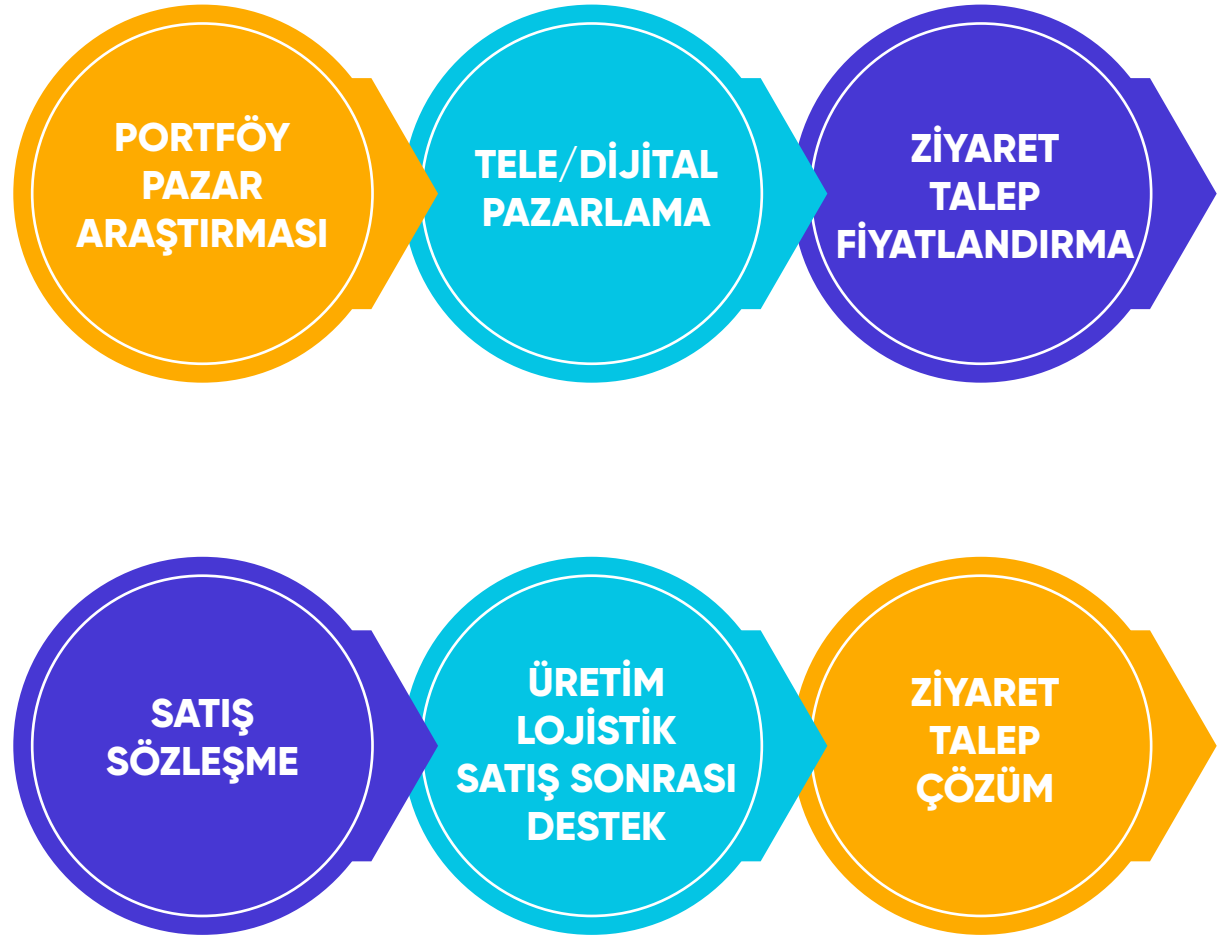 PORTFÖY
PAZAR
ARAŞTIRMASI
TELE/DİJİTAL
PAZARLAMA
ZİYARET
TALEP
FİYATLANDIRMA
SATIŞ
SÖZLEŞME
ÜRETİM
LOJİSTİK
SATIŞ SONRASI
DESTEK
ZİYARET
TALEP
ÇÖZÜM